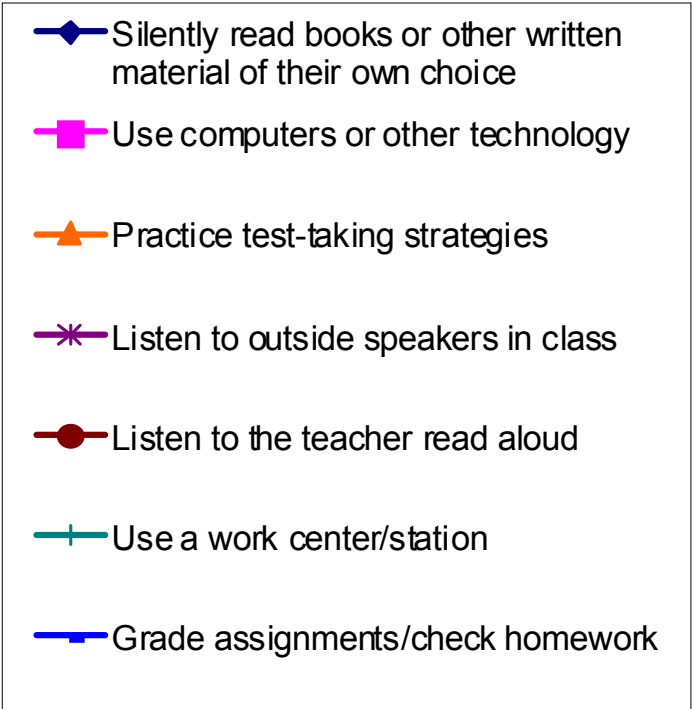 Silently read books or other written
material of their own choice
Use computers or other technology
Practice test-taking strategies
Listen to outside speakers in class
Listen to the teacher read aloud
Use a work center/station
Grade assignments/check homework